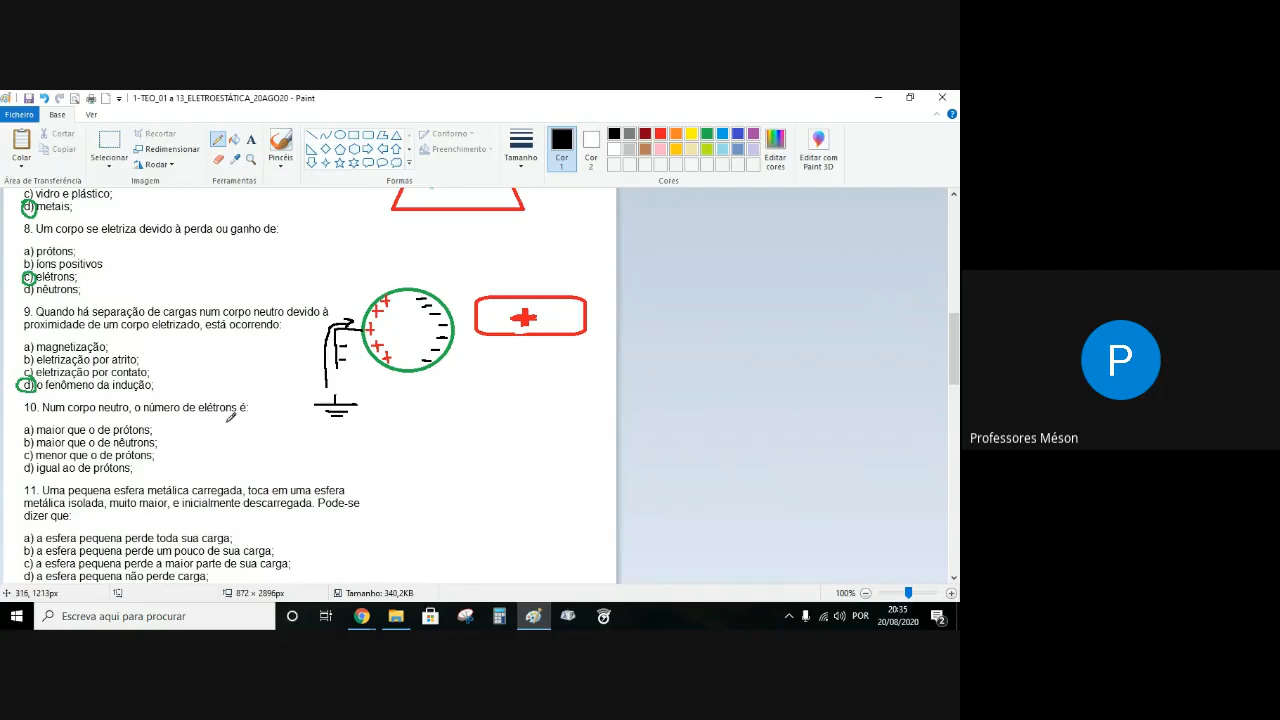 1-TEO_01 a 13_ELETROESTÁTICA_20AGO20 - Paint
Ficheiro Base Ver
Colar
Cortar
Copiar
Área de Transferência
Selecionar
Recortar
Redimensionar
Rodar
Imagem
A
Ferramentas
Pincéis
Contorno
Preenchimento
Formas
Tamanho
Cor 1
Cor 2
Editar cores
Editar com Paint 3D
Cores
c) vidro e plástico;
d) metais;
8. Um corpo se eletriza devido à perda ou ganho de:
a) prótons;
b) íons positivos
c) elétrons;
d) nêutrons;
9. Quando há separação de cargas num corpo neutro devido à
proximidade de um corpo eletrizado, está ocorrendo:
a) magnetização;
b) eletrização por atrito;
c) eletrização por contato;
d) o fenômeno da indução;
10. Num corpo neutro, o número de elétrons é:
a) maior que o de prótons;
b) maior que o de nêutrons;
c) menor que o de prótons;
d) igual ao de prótons;
11. Uma pequena esfera metálica carregada, toca em uma esfera
metálica isolada, muito maior, e inicialmente descarregada. Pode-se
dizer que:
a) a esfera pequena perde toda sua carga;
b) a esfera pequena perde um pouco de sua carga;
c) a esfera pequena perde a maior parte de sua carga;
d) a esfera pequena não perde carga;
316, 1213px
872 × 2896px
Tamanho: 340,2KB
100%
Escreva aqui para procurar
POR
20:35
20/08/2020
2
P
Professores Méson